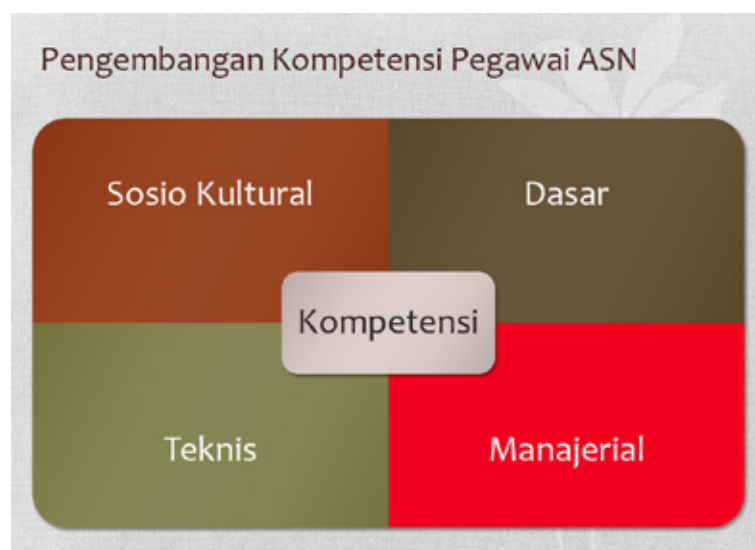 Pengembangan Kompetensi Pegawai ASN
Sosio Kultural
Dasar
Kompetensi
Teknis
Manajerial